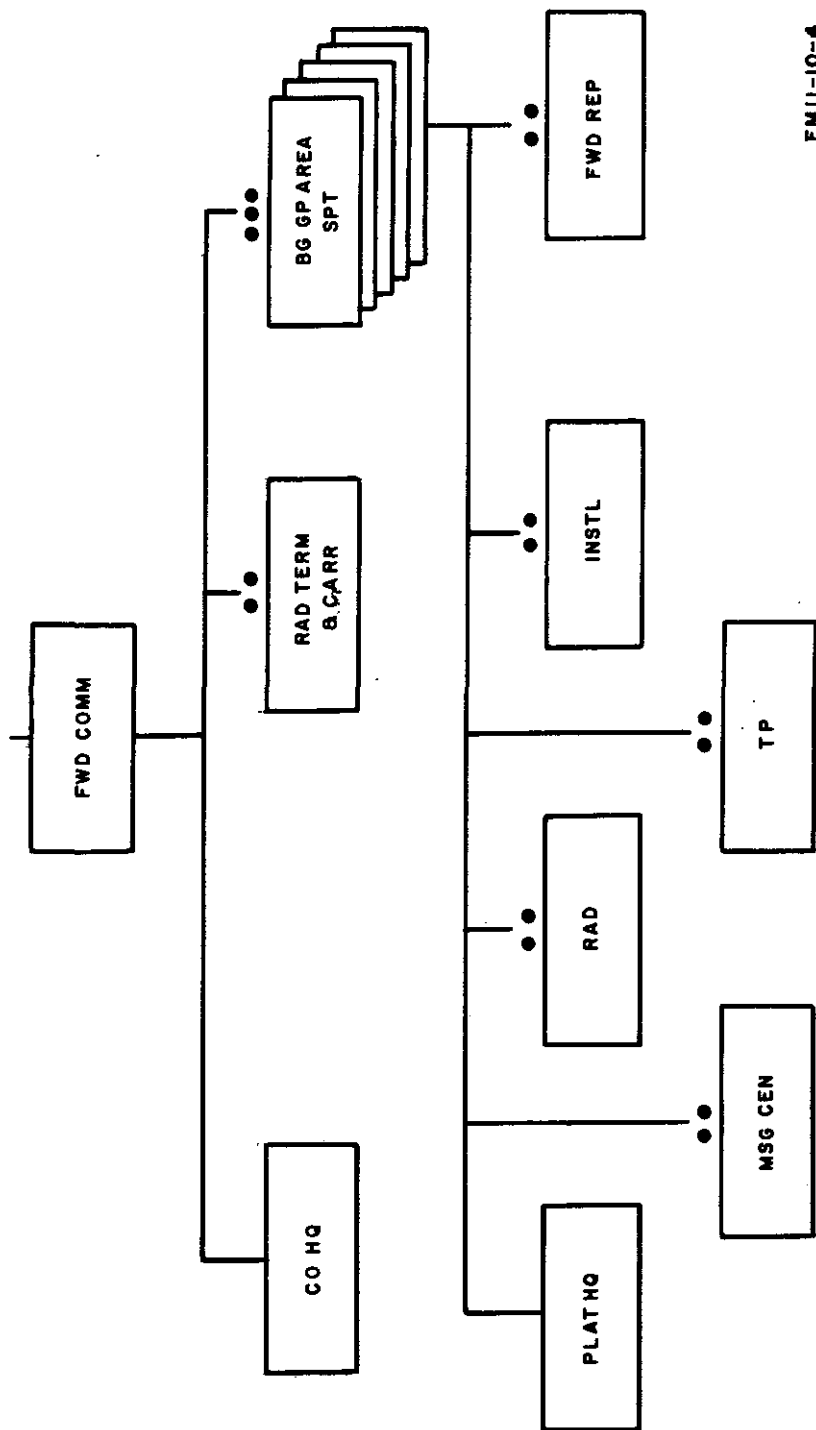 FWD COMM
CO HQ
RAD TERM
& CARR
BG GP AREA
SPT
PLAT HQ
RAD
INSTL
FWD REP
MSG CEN
TP
FM11-10-4